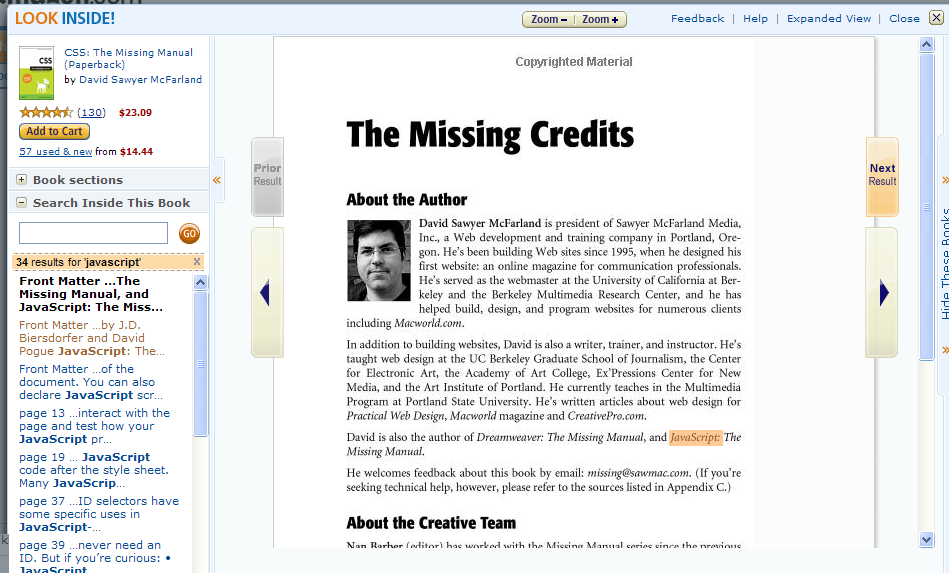 LOOK INSIDE!
Zoom – | Zoom +
Feedback | Help | Expanded View | Close
CSS
CSS: The Missing Manual
(Paperback)
by David Sawyer McFarland
(130) $23.09
Add to Cart
57 used & new from $14.44
Book sections
Search Inside This Book
GO
34 results for 'javascript' X
Front Matter ...The
Missing Manual, and
JavaScript: The Miss...
Front Matter ...by J.D.
Biersdorfer and David
Pogue JavaScript: The...
Front Matter ...of the
document. You can also
declare JavaScript scr...
page 13 ...interact with the
page and test how your
JavaScript pr...
page 19 ... JavaScript
code after the style sheet.
Many JavaScrip...
page 37 ...ID selectors have
some specific uses in
JavaScript-...
page 39 ...never need an
ID. But if you're curious: •
JavaScript
«
Prior
Result
Copyrighted Material
The Missing Credits
About the Author
David Sawyer McFarland is president of Sawyer McFarland Media,
Inc., a Web development and training company in Portland, Ore-
gon. He's been building Web sites since 1995, when he designed his
first website: an online magazine for communication professionals.
He's served as the webmaster at the University of California at Ber-
keley and the Berkeley Multimedia Research Center, and he has
helped build, design, and program websites for numerous clients
including Macworld.com.
In addition to building websites, David is also a writer, trainer, and instructor. He's
taught web design at the UC Berkeley Graduate School of Journalism, the Center
for Electronic Art, the Academy of Art College, Ex'Pressions Center for New
Media, and the Art Institute of Portland. He currently teaches in the Multimedia
Program at Portland State University. He's written articles about web design for
Practical Web Design, Macworld magazine and CreativePro.com.
David is also the author of Dreamweaver: The Missing Manual, and JavaScript: The
Missing Manual.
He welcomes feedback about this book by email: missing@sawmac.com. (If you're
seeking technical help, however, please refer to the sources listed in Appendix C.)
About the Creative Team
Nan Barber (editor) has worked with the Missing Manual series since the previous
Next
Result
»
Hide These Books
»